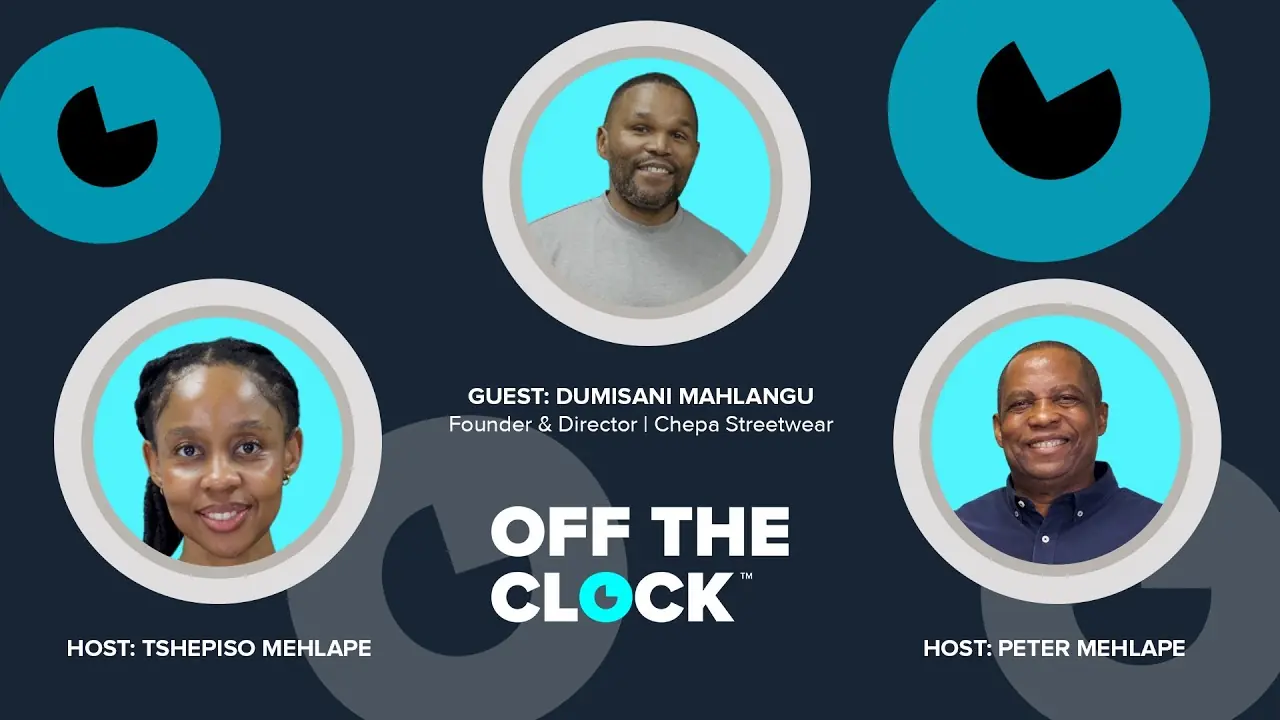 GUEST: DUMISANI MAHLANGU
Founder & Director | Chepa Streetwear
OFF THE
CLOCK™
HOST: TSHEPISO MEHLAPE
HOST: PETER MEHLAPE